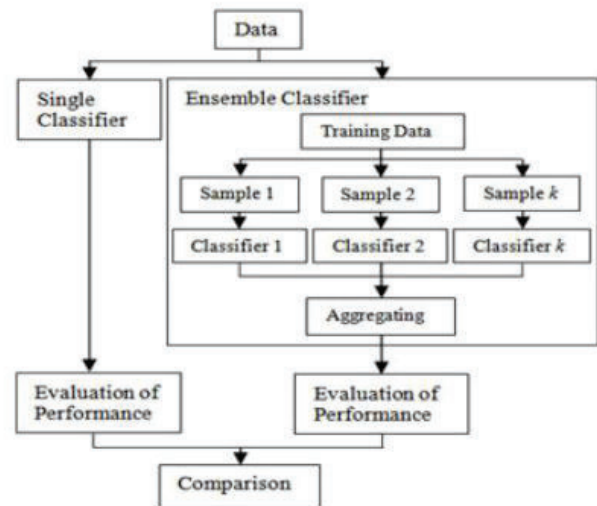 Data
Single
Classifier
Ensemble Classifier
Training Data
Sample 1
Sample 2
Sample k
Classifier 1
Classifier 2
Classifier k
Aggregating
Evaluation of
Performance
Evaluation of
Performance
Comparison